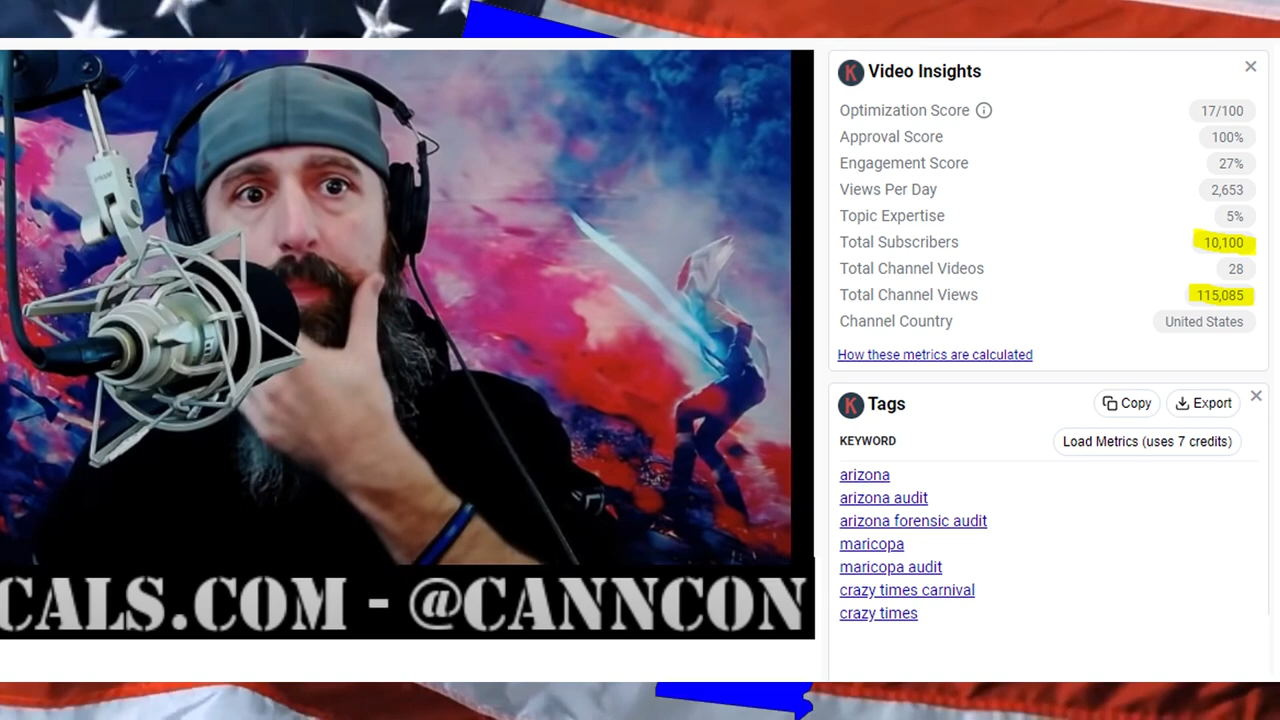 CALS.COM - @CANNCON
K Video Insights
Optimization Score 17/100
Approval Score 100%
Engagement Score 27%
Views Per Day 2,653
Topic Expertise 5%
Total Subscribers 10,100
Total Channel Videos 28
Total Channel Views 115,085
Channel Country United States
How these metrics are calculated
K Tags Copy Export
KEYWORD Load Metrics (uses 7 credits)
arizona
arizona audit
arizona forensic audit
maricopa
maricopa audit
crazy times carnival
crazy times